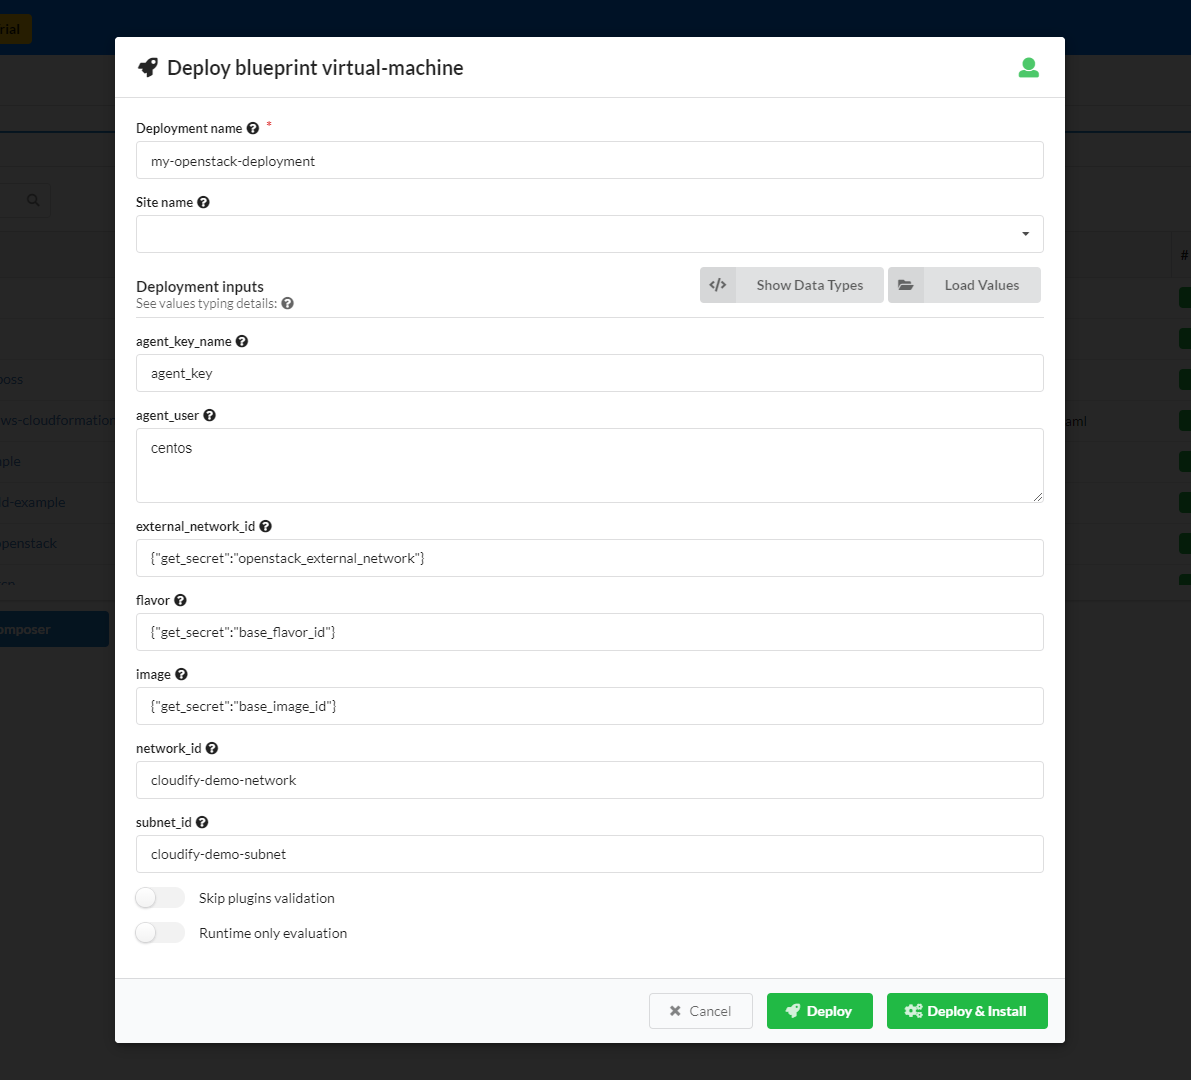 rial
Deploy blueprint virtual-machine
Deployment name *
my-openstack-deployment
Site name
#
Deployment inputs
See values typing details:
Show Data Types
Load Values
agent_key_name
agent_key
oss
agent_user
ws-cloudformation
aml
centos
ple
d-example
external_network_id
openstack
{"get_secret":"openstack_external_network"}
flavor
omposer
{"get_secret":"base_flavor_id"}
image
{"get_secret":"base_image_id"}
network_id
cloudify-demo-network
subnet_id
cloudify-demo-subnet
Skip plugins validation
Runtime only evaluation
Cancel
Deploy
Deploy & Install